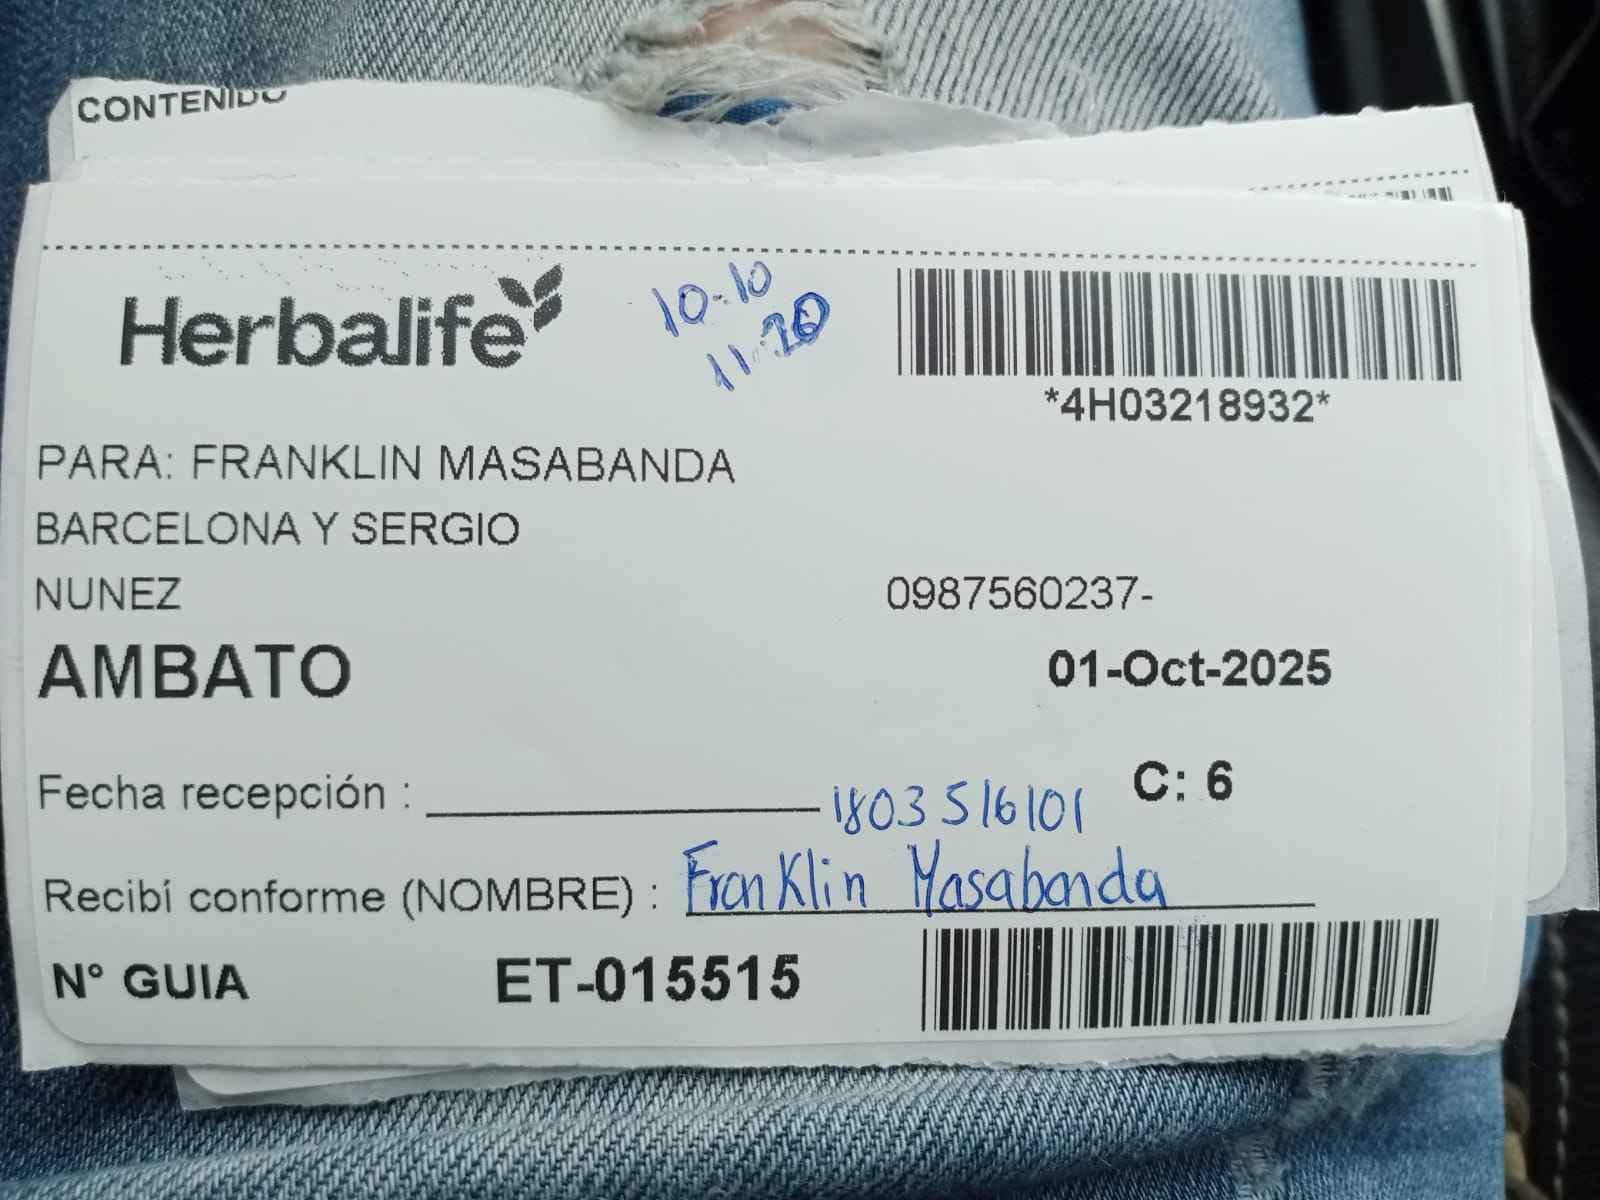 CONTENIDO
Herbalife
10-10
11:20
*4H03218932*
PARA: FRANKLIN MASABANDA
BARCELONA Y SERGIO
NUNEZ
0987560237-
AMBATO
01-Oct-2025
Fecha recepción :
1803516101
C: 6
Recibí conforme (NOMBRE) : Franklin Masabanda
N° GUIA ET-015515